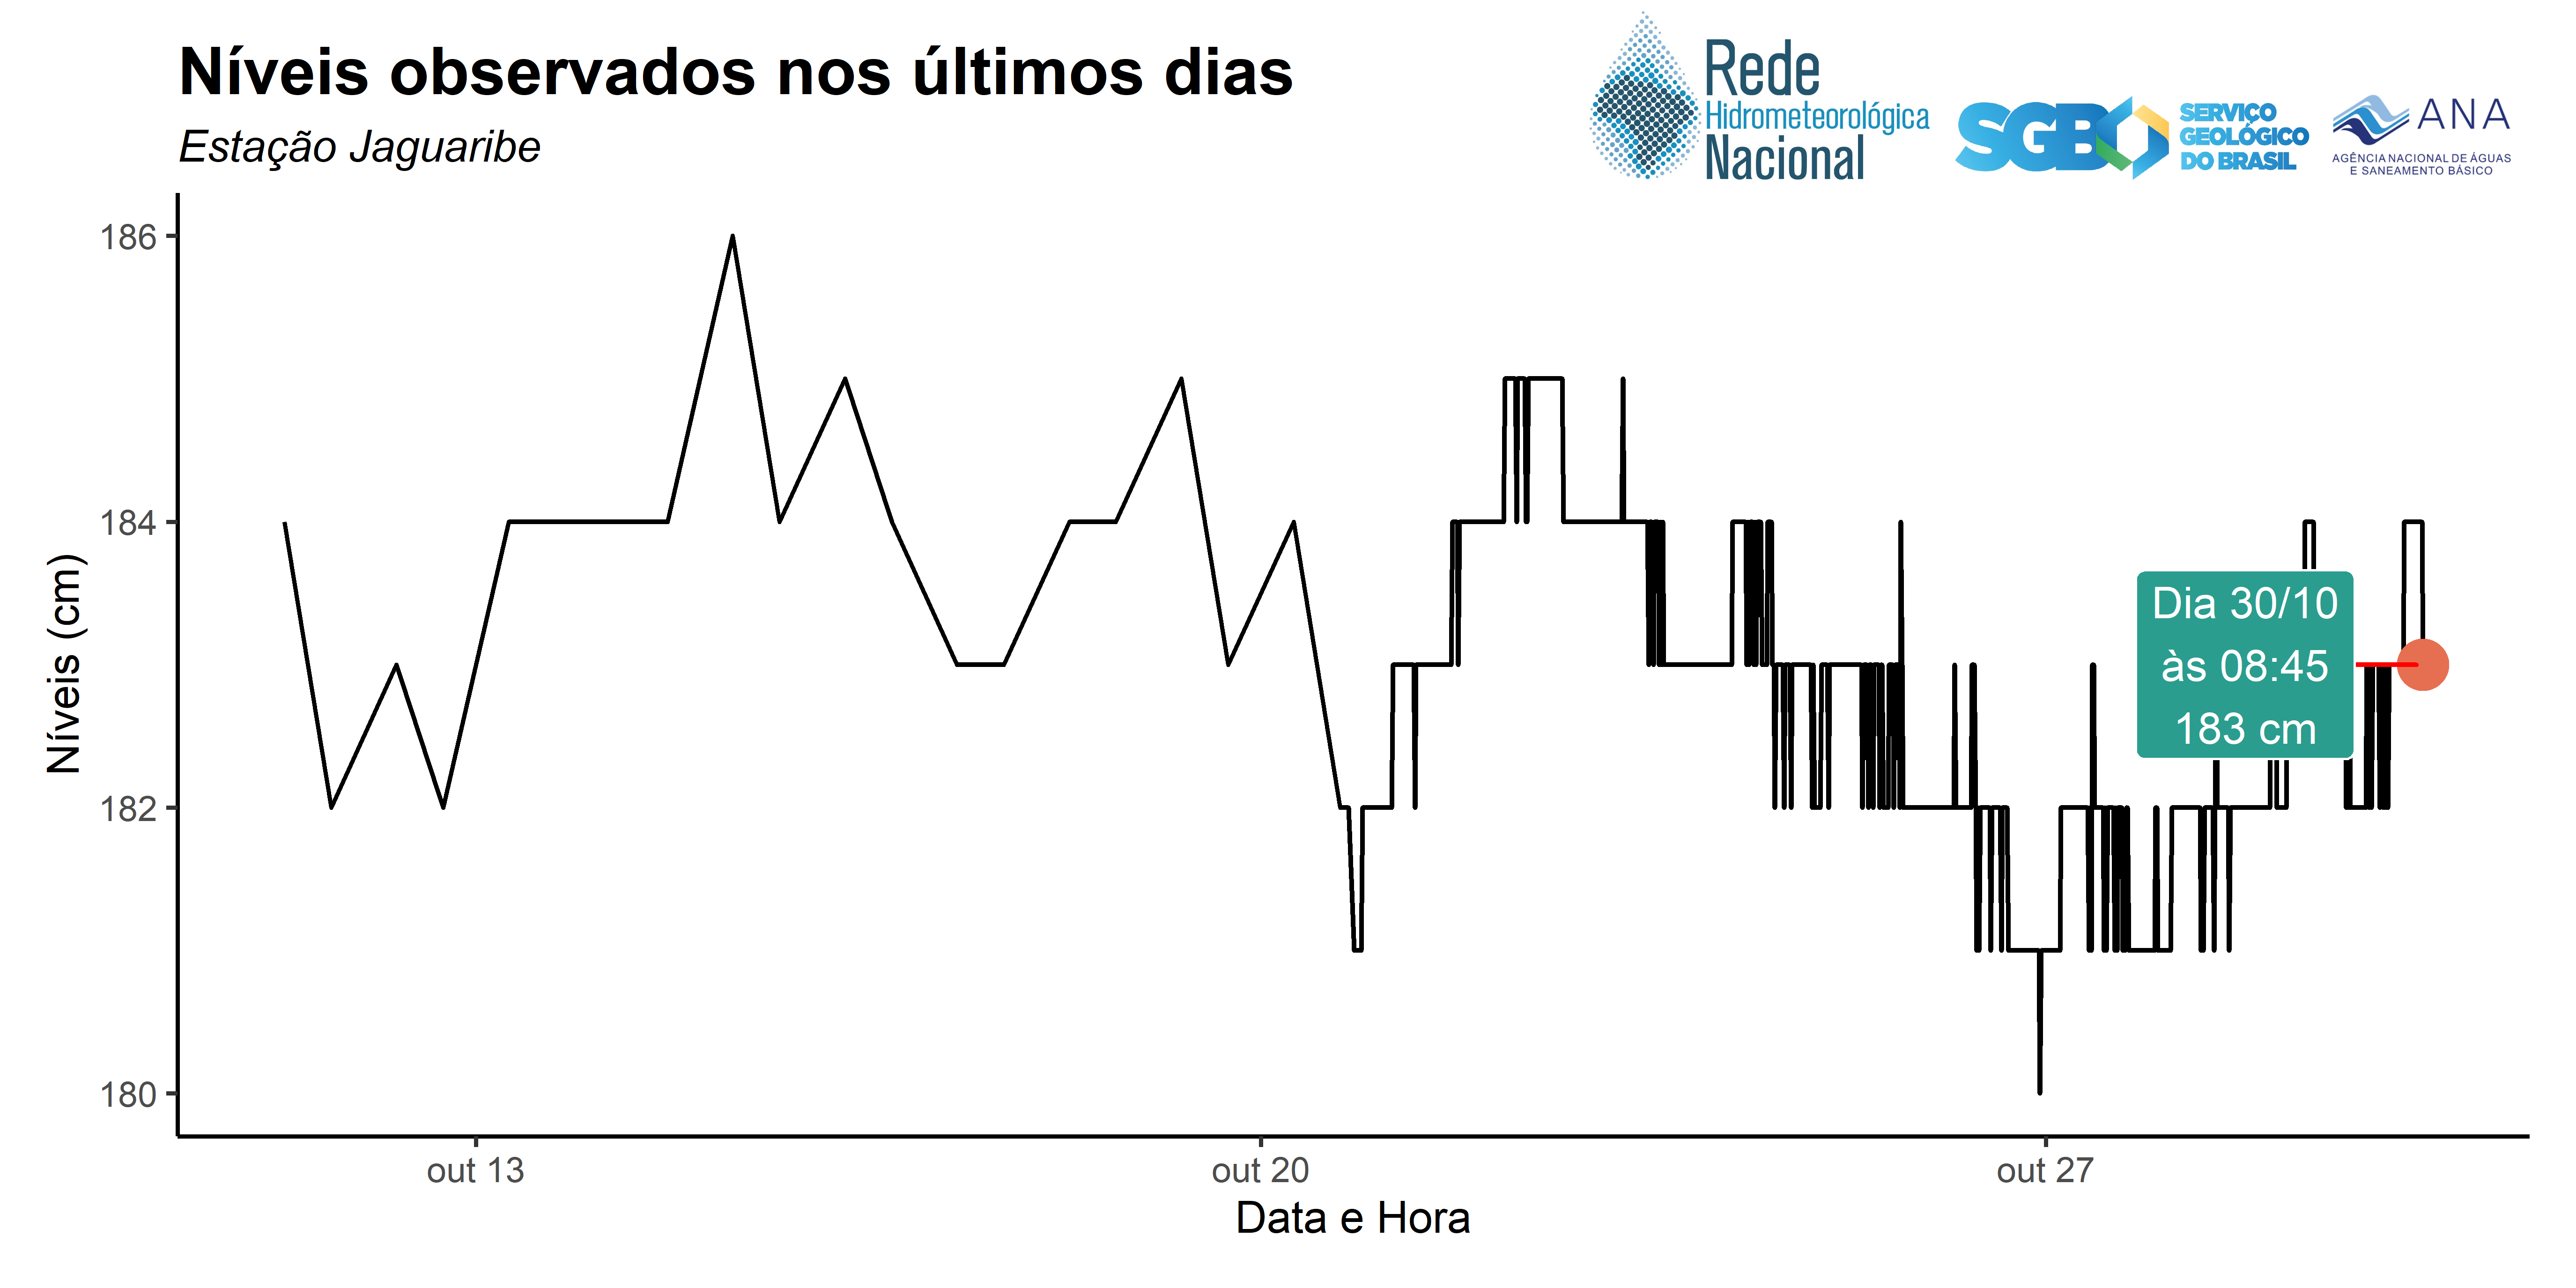 Níveis observados nos últimos dias
Estação Jaguaribe
Rede
Hidrometeorológica
Nacional
SGB
SERVIÇO
GEOLÓGICO
DO BRASIL
ANA
AGÊNCIA NACIONAL DE ÁGUAS
E SANEAMENTO BÁSICO
Níveis (cm)
186
184
182
180
Dia 30/10
às 08:45
183 cm
out 13
out 20
out 27
Data e Hora